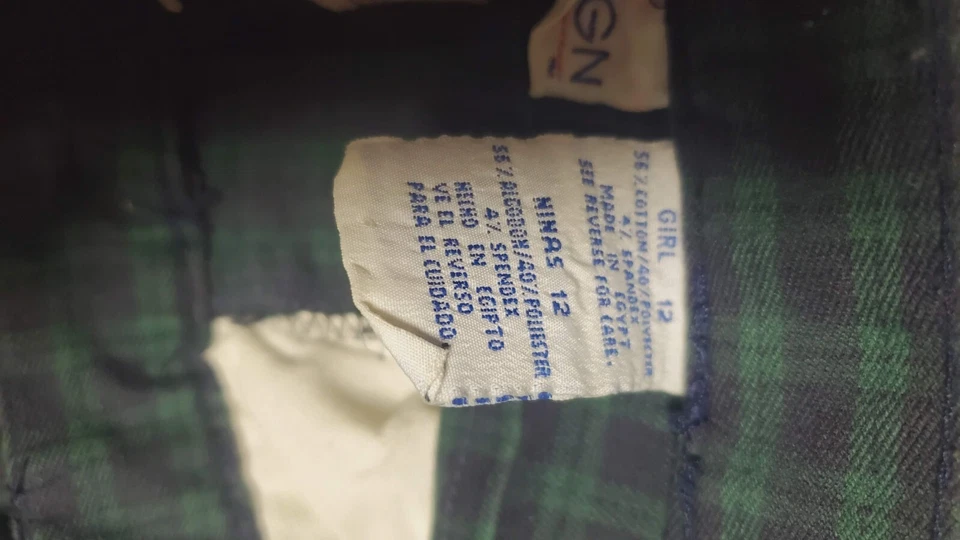 GN
GIRL 12
56%COTTON/40%POLYESTER
4% SPANDEX
MADE IN EGYPT
SEE REVERSE FOR CARE.
NINAS 12
56%ALGODON/40%POLIESTER
4% SPENDEX
HECHO EN EGIPTO
VE EL REVERSO
PARA EL CUIDADO